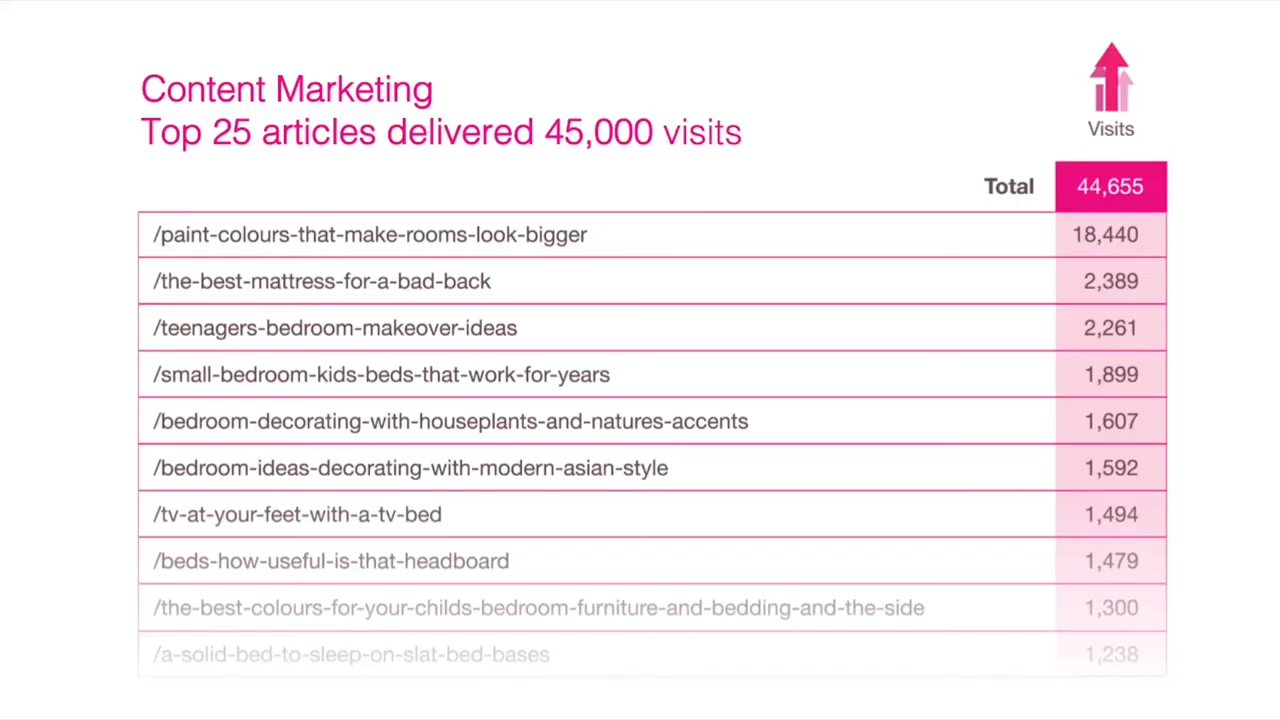 Content Marketing
Top 25 articles delivered 45,000 visits
Visits
Total 44,655
/paint-colours-that-make-rooms-look-bigger 18,440
/the-best-mattress-for-a-bad-back 2,389
/teenagers-bedroom-makeover-ideas 2,261
/small-bedroom-kids-beds-that-work-for-years 1,899
/bedroom-decorating-with-houseplants-and-natures-accents 1,607
/bedroom-ideas-decorating-with-modern-asian-style 1,592
/tv-at-your-feet-with-a-tv-bed 1,494
/beds-how-useful-is-that-headboard 1,479
/the-best-colours-for-your-childs-bedroom-furniture-and-bedding-and-the-side 1,300
/a-solid-bed-to-sleep-on-slat-bed-bases 1,238